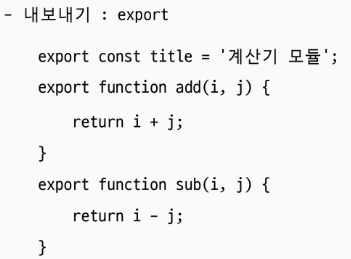 - 내보내기 : export
export const title = '계산기 모듈';
export function add(i, j) {
return i + j;
}
export function sub(i, j) {
return i - j;
}